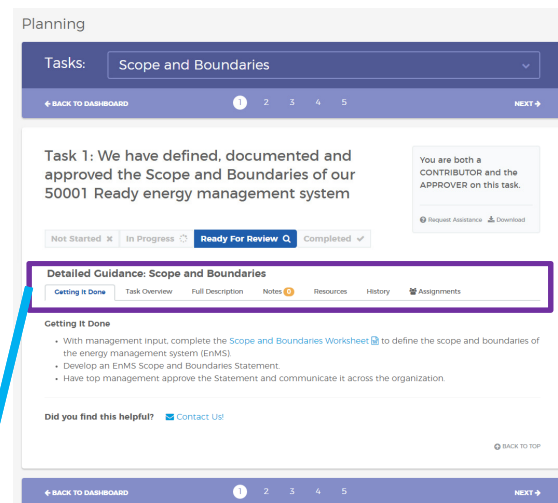 Planning
Tasks:
Scope and Boundaries
BACK TO DASHBOARD
1 2 3 4 5
NEXT
Task 1: We have defined, documented and
approved the Scope and Boundaries of our
50001 Ready energy management system
You are both a
CONTRIBUTOR and the
APPROVER on this task.
Request Assistance Download
Not Started In Progress Ready For Review Completed
Detailed Guidance: Scope and Boundaries
Getting It Done Task Overview Full Description Notes 0 Resources History Assignments
Getting It Done
• With management input, complete the Scope and Boundaries Worksheet to define the scope and boundaries of
the energy management system (EnMS).
• Develop an EnMS Scope and Boundaries Statement.
• Have top management approve the Statement and communicate it across the organization.
Did you find this helpful? Contact Us!
BACK TO TOP
BACK TO DASHBOARD
1 2 3 4 5
NEXT